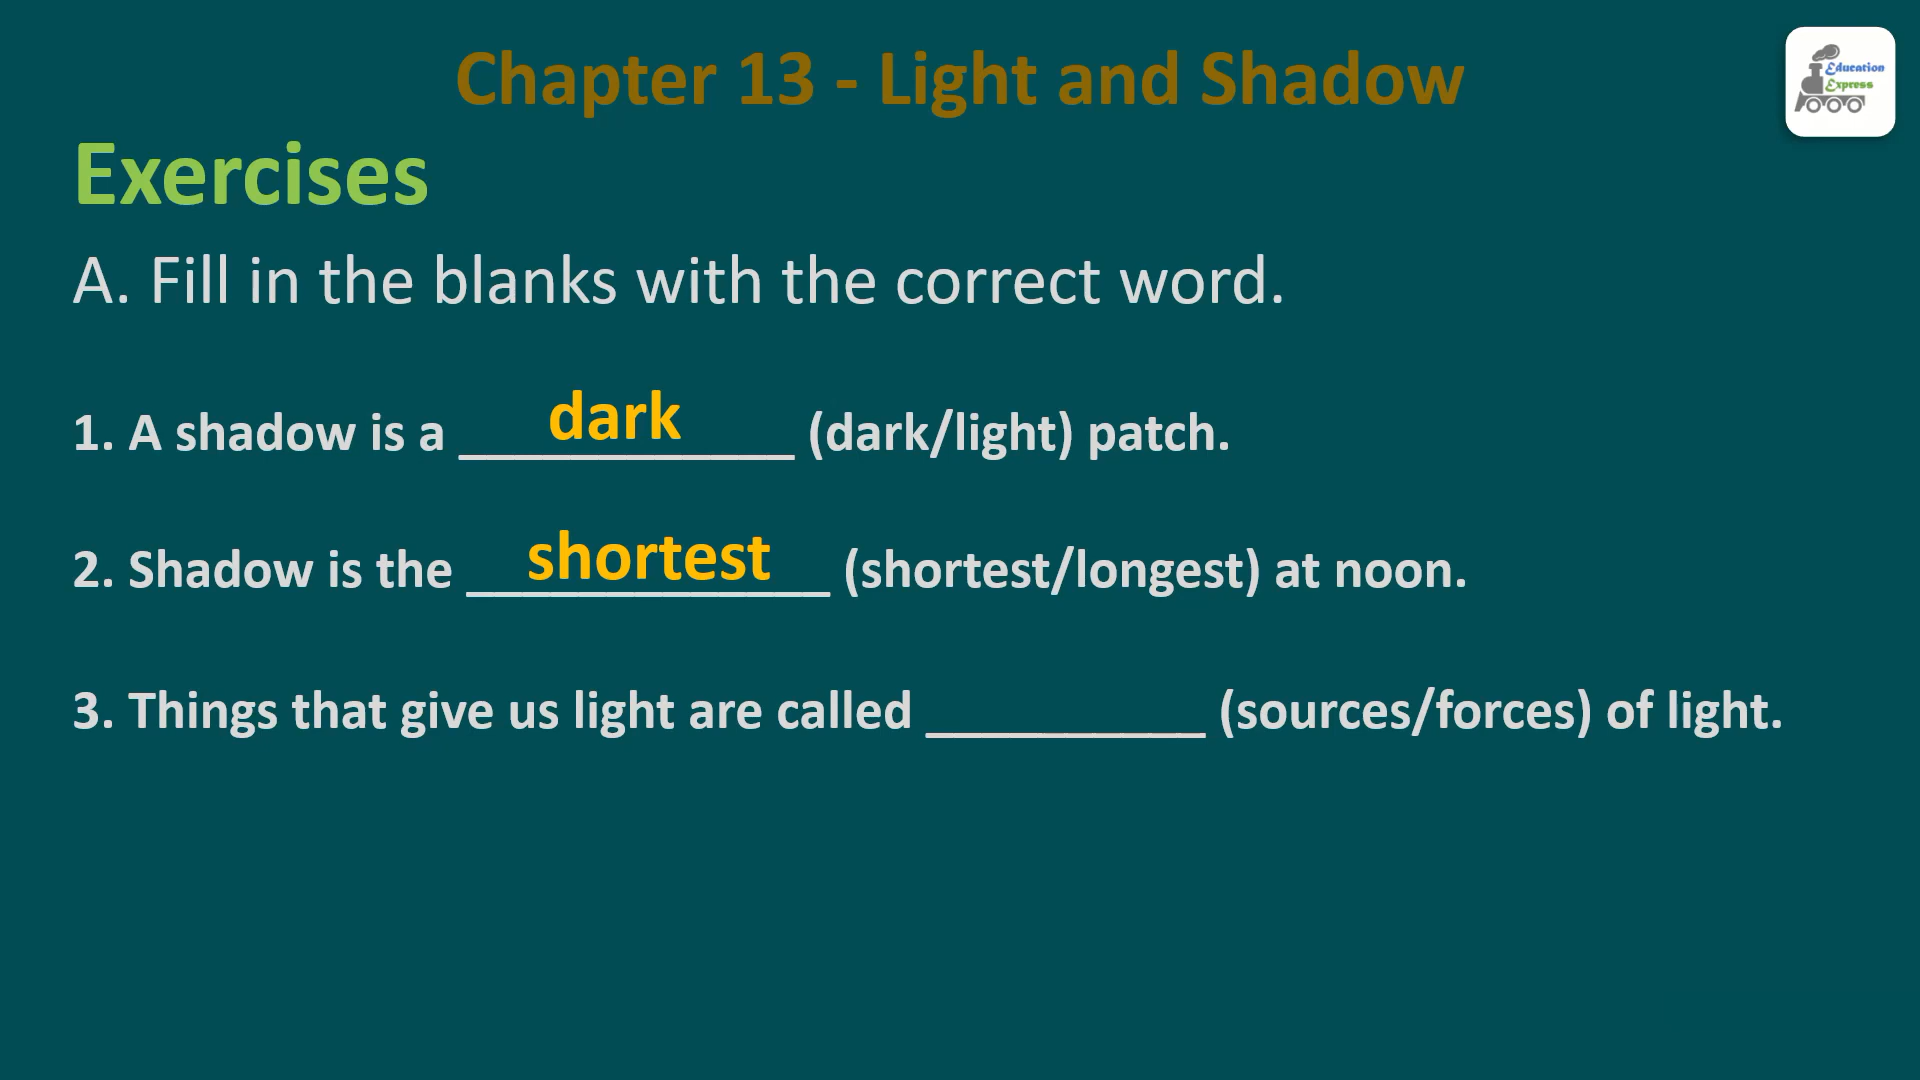 Chapter 13 - Light and Shadow
Education
Express
Exercises
A. Fill in the blanks with the correct word.
1. A shadow is a ____dark____ (dark/light) patch.
2. Shadow is the ____shortest____ (shortest/longest) at noon.
3. Things that give us light are called __________ (sources/forces) of light.